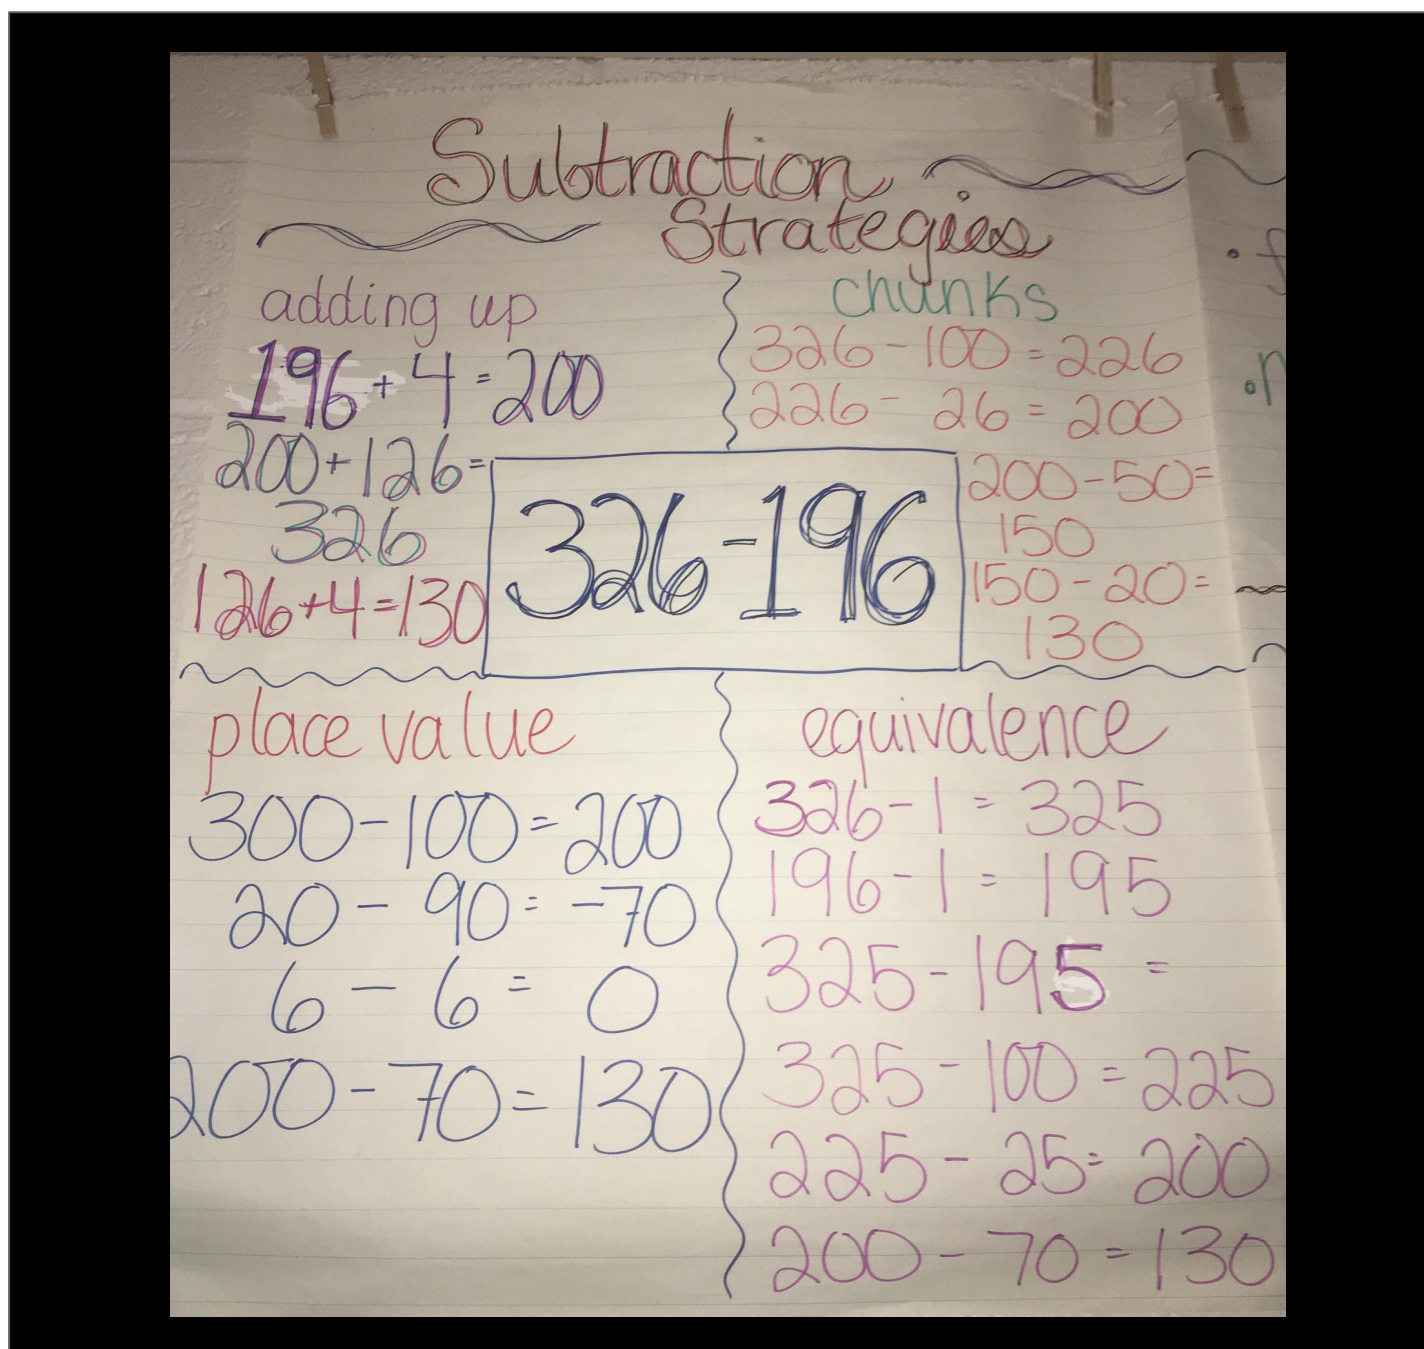 Subtraction
Strategies
adding up
196 + 4 = 200
200 + 126 =
326
126 + 4 = 130
chunks
326 - 100 = 226
226 - 26 = 200
200 - 50 =
150
150 - 20 =
130
326 - 196
place value
300 - 100 = 200
20 - 90 = -70
6 - 6 = 0
200 - 70 = 130
equivalence
326 - 1 = 325
196 - 1 = 195
325 - 195 =
325 - 100 = 225
225 - 25 = 200
200 - 70 = 130